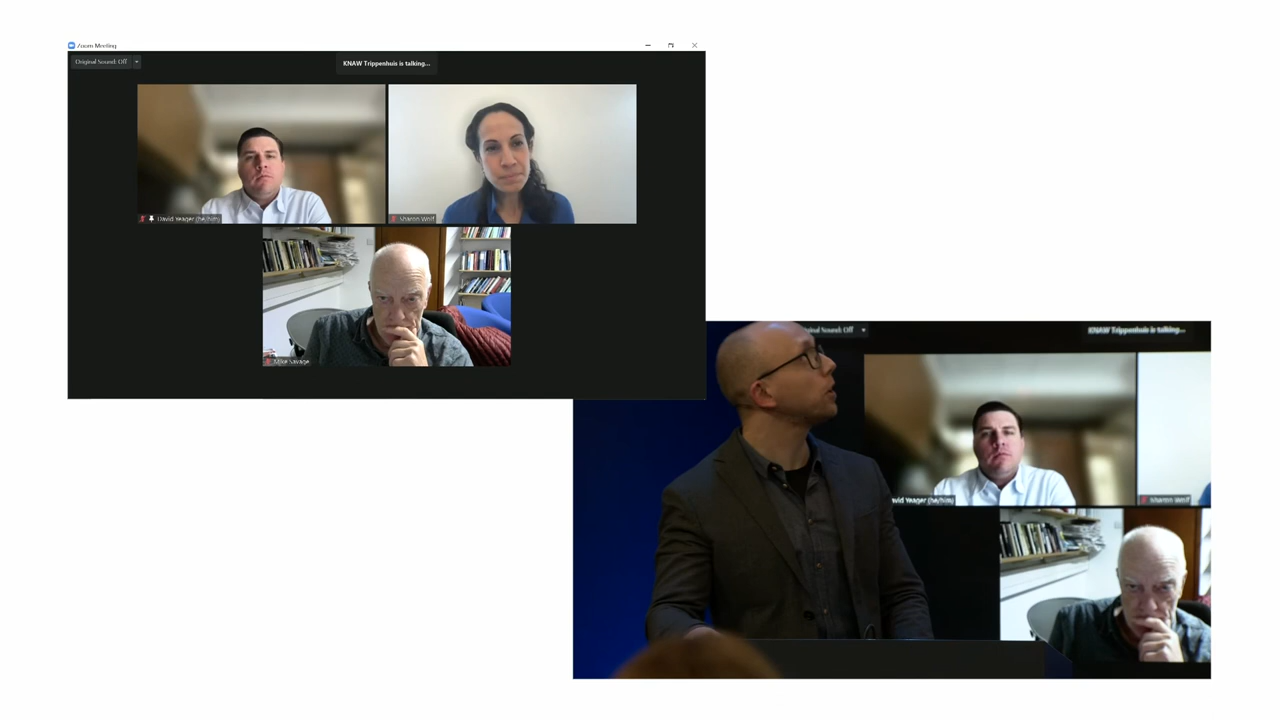 Zoom Meeting
Original Sound: Off
KNAW Trippenhuis is talking...
David Yeager (he/him)
Sharon Wolf
Mike Savage
Original Sound: Off
KNAW Trippenhuis is talking...
David Yeager (he/him)
Sharon Wolf